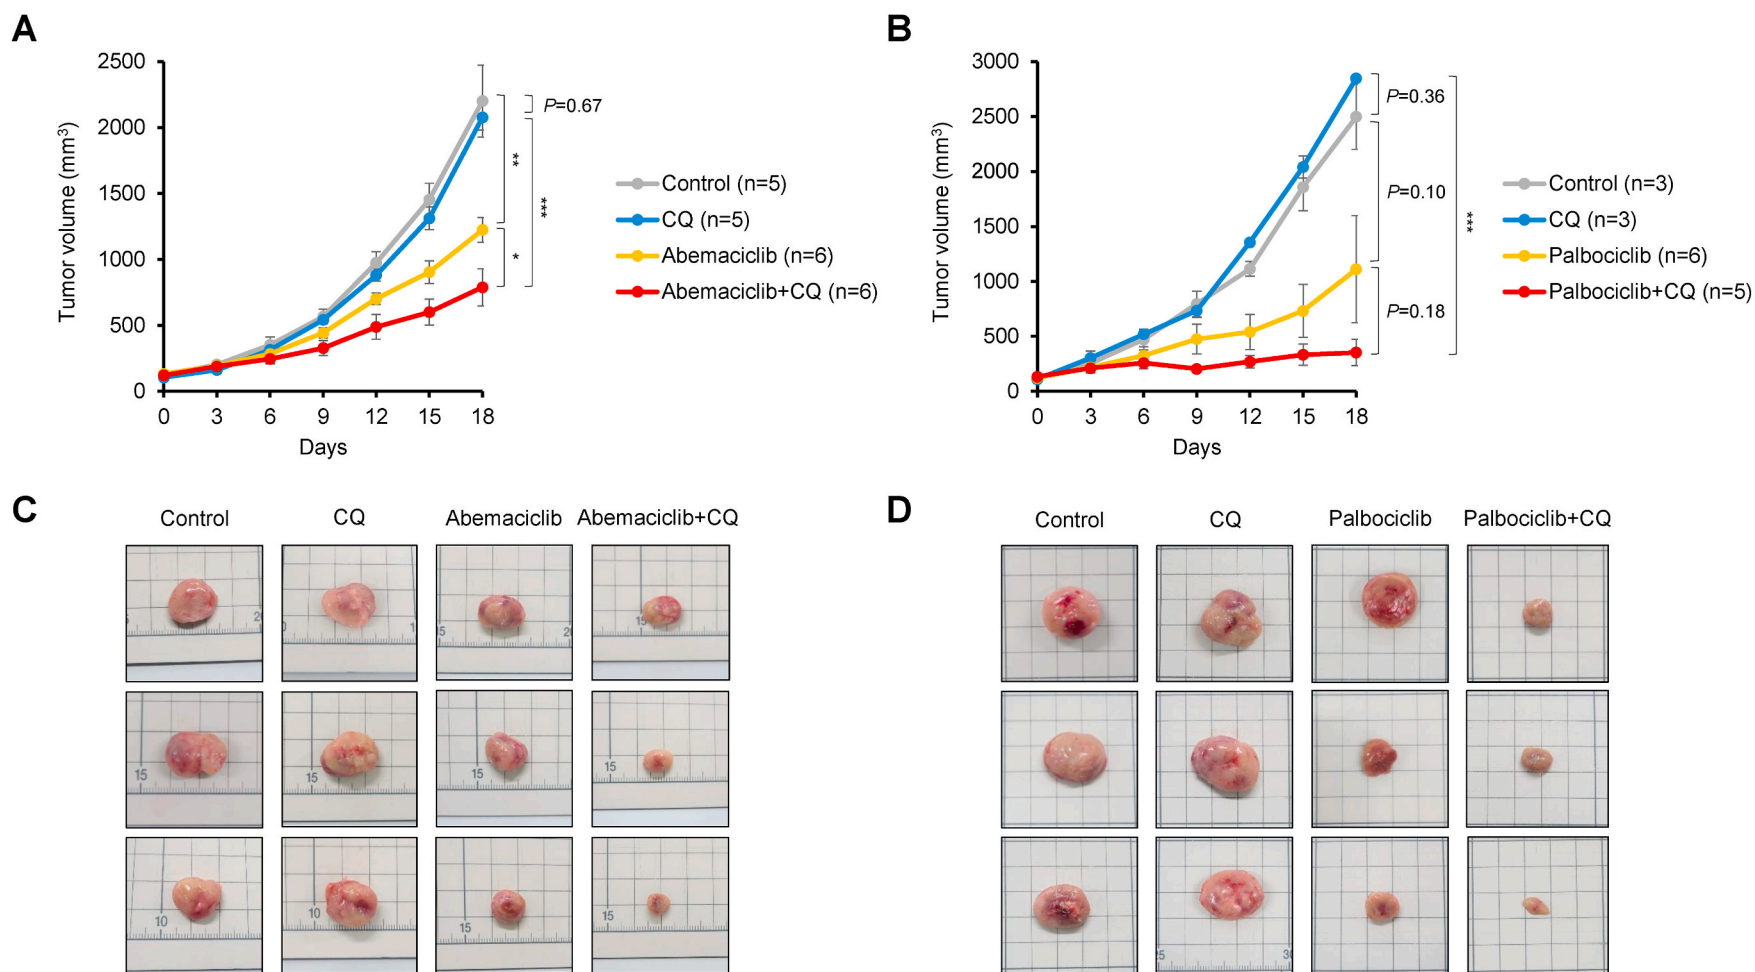 A
Tumor volume (mm³)
2500
2000
1500
1000
500
0
0 3 6 9 12 15 18
Days
P=0.67
**
***
*
Control (n=5)
CQ (n=5)
Abemaciclib (n=6)
Abemaciclib+CQ (n=6)
B
Tumor volume (mm³)
3000
2500
2000
1500
1000
500
0
0 3 6 9 12 15 18
Days
P=0.36
P=0.10
P=0.18
***
Control (n=3)
CQ (n=3)
Palbociclib (n=6)
Palbociclib+CQ (n=5)
C
Control CQ Abemaciclib Abemaciclib+CQ
15
15 15 15 15
10 10 15 15
D
Control CQ Palbociclib Palbociclib+CQ